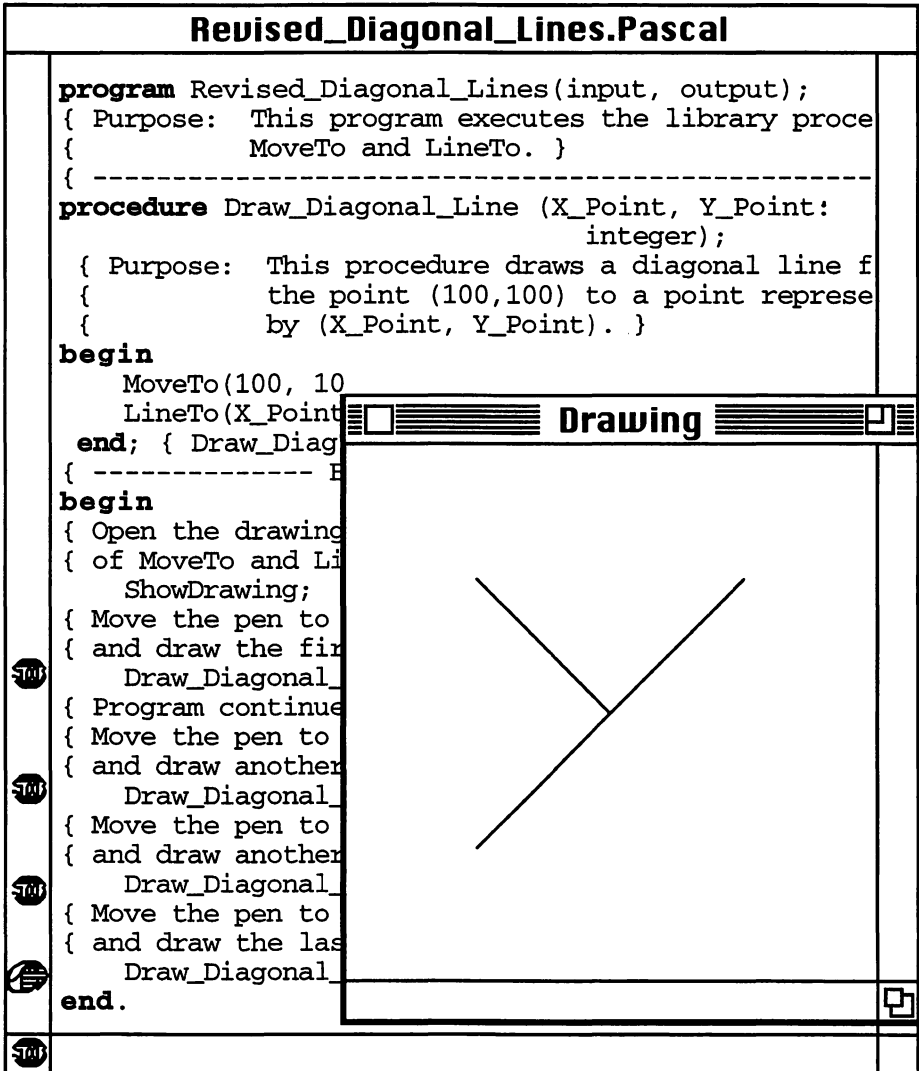 Revised_Diagonal_Lines.Pascal
program Revised_Diagonal_Lines(input, output);
{ Purpose:  This program executes the library proce
{           MoveTo and LineTo. }
{ -------------------------------------------------
procedure Draw_Diagonal_Line (X_Point, Y_Point:
integer);
{ Purpose:  This procedure draws a diagonal line f
{           the point (100,100) to a point represe
{           by (X_Point, Y_Point). }
begin
MoveTo(100, 10
LineTo(X_Point
end; { Draw_Diag
{ -------------- E
begin
{ Open the drawing
{ of MoveTo and Li
ShowDrawing;
{ Move the pen to
{ and draw the fir
Draw_Diagonal_
{ Program continue
{ Move the pen to
{ and draw another
Draw_Diagonal_
{ Move the pen to
{ and draw another
Draw_Diagonal_
{ Move the pen to
{ and draw the las
Draw_Diagonal_
end.
Drawing